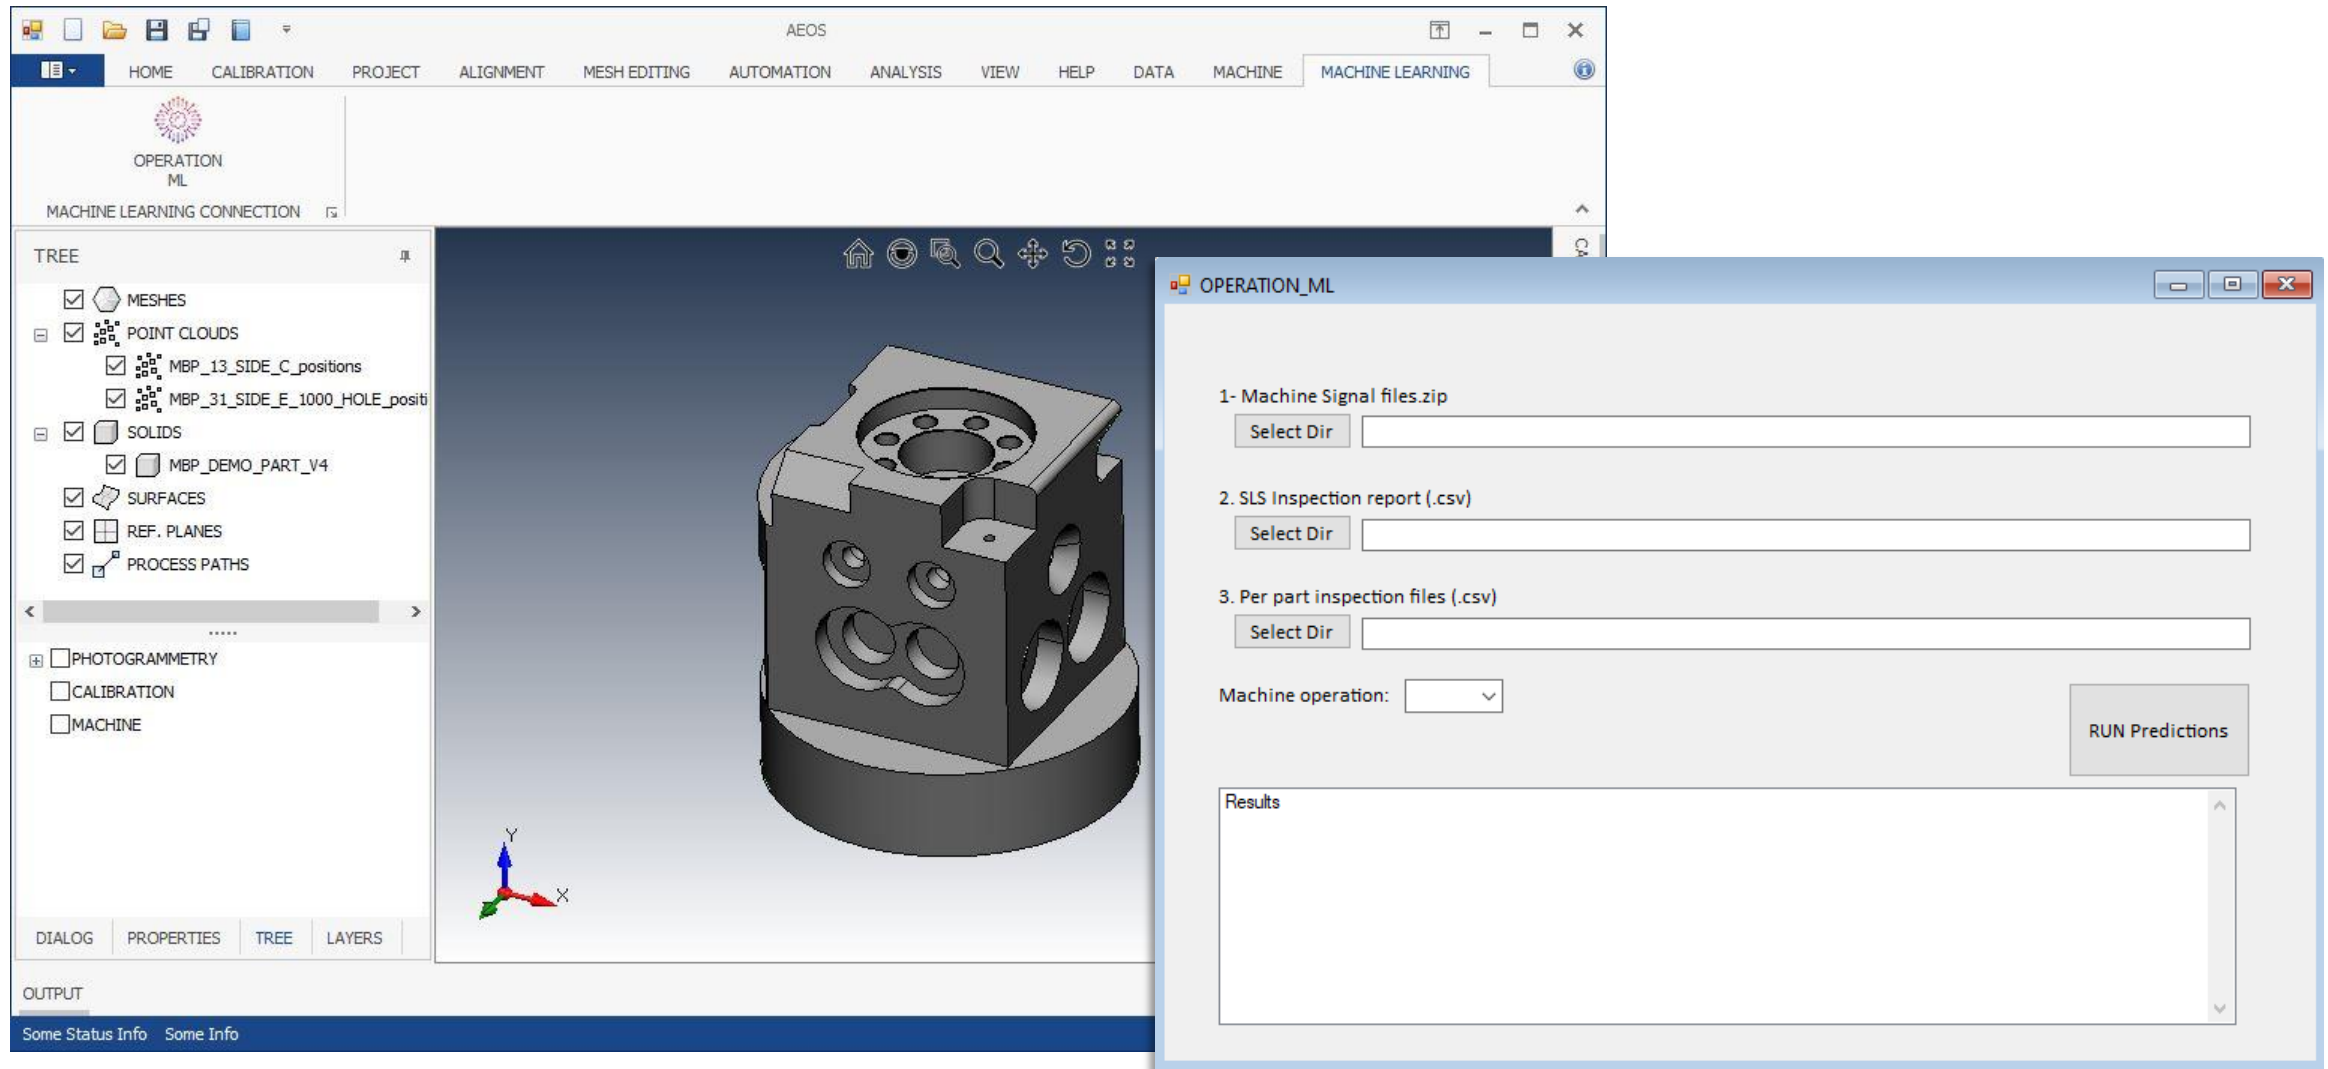 AEOS
HOME CALIBRATION PROJECT ALIGNMENT MESH EDITING AUTOMATION ANALYSIS VIEW HELP DATA MACHINE MACHINE LEARNING
OPERATION
ML
MACHINE LEARNING CONNECTION
TREE
MESHES
POINT CLOUDS
MBP_13_SIDE_C_positions
MBP_31_SIDE_E_1000_HOLE_positi
SOLIDS
MBP_DEMO_PART_V4
SURFACES
REF. PLANES
PROCESS PATHS
PHOTOGRAMMETRY
CALIBRATION
MACHINE
DIALOG PROPERTIES TREE LAYERS
OUTPUT
Some Status Info Some Info
Y
X
OPERATION_ML
1- Machine Signal files.zip
Select Dir
2. SLS Inspection report (.csv)
Select Dir
3. Per part inspection files (.csv)
Select Dir
Machine operation:
RUN Predictions
Results